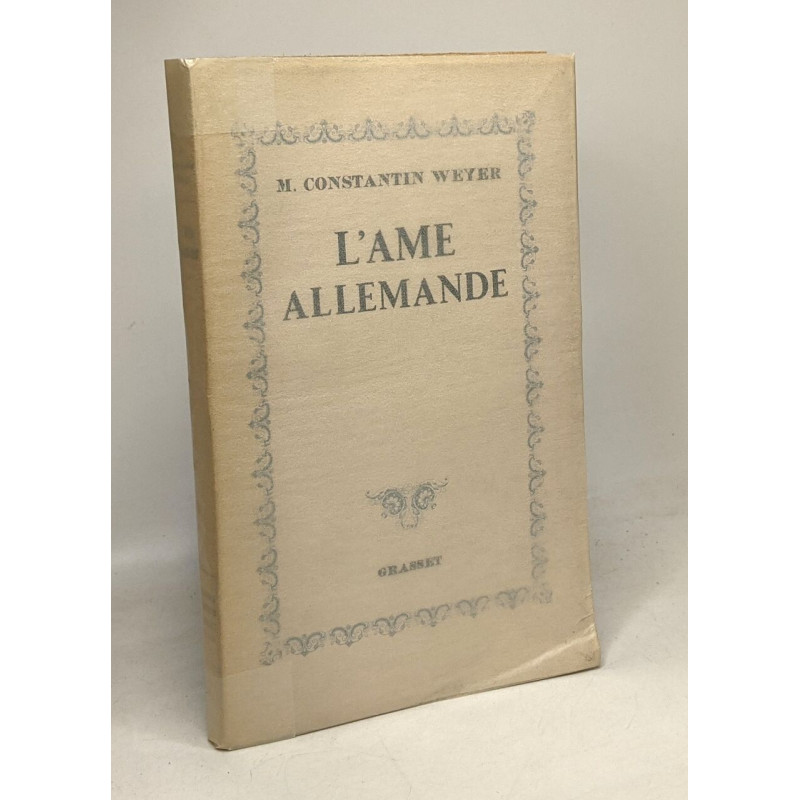 M. CONSTANTIN WEYER
L'AME
ALLEMANDE
GRASSET